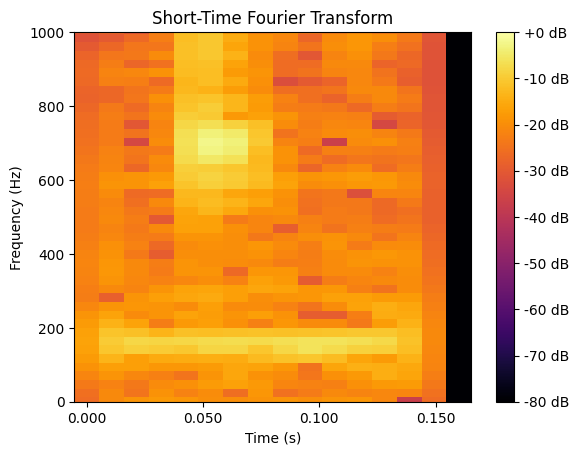 Short-Time Fourier Transform
1000
800
600
400
200
0
Frequency (Hz)
0.000
0.050
0.100
0.150
Time (s)
+0 dB
-10 dB
-20 dB
-30 dB
-40 dB
-50 dB
-60 dB
-70 dB
-80 dB